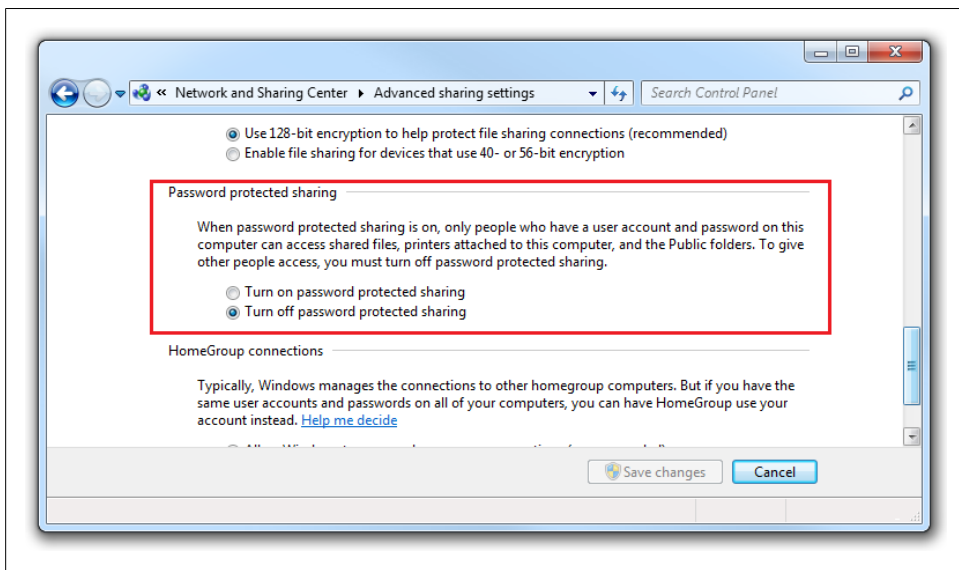 « Network and Sharing Center ▸ Advanced sharing settings
Search Control Panel
Use 128-bit encryption to help protect file sharing connections (recommended)
Enable file sharing for devices that use 40- or 56-bit encryption
Password protected sharing
When password protected sharing is on, only people who have a user account and password on this
computer can access shared files, printers attached to this computer, and the Public folders. To give
other people access, you must turn off password protected sharing.
Turn on password protected sharing
Turn off password protected sharing
HomeGroup connections
Typically, Windows manages the connections to other homegroup computers. But if you have the
same user accounts and passwords on all of your computers, you can have HomeGroup use your
account instead. Help me decide
Save changes
Cancel